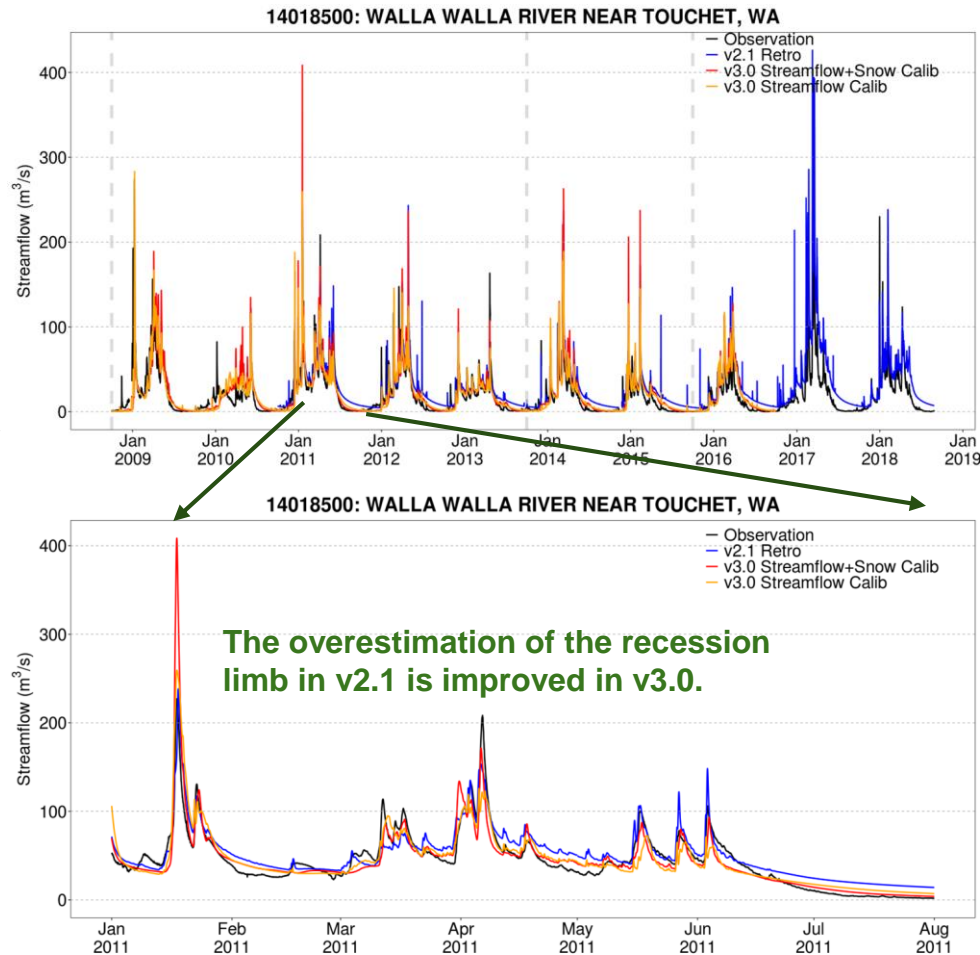 14018500: WALLA WALLA RIVER NEAR TOUCHET, WA
Observation
v2.1 Retro
v3.0 Streamflow+Snow Calib
v3.0 Streamflow Calib
Streamflow (m³/s)
400
300
200
100
0
Jan Jan Jan Jan Jan Jan Jan Jan Jan Jan Jan
2009 2010 2011 2012 2013 2014 2015 2016 2017 2018 2019
14018500: WALLA WALLA RIVER NEAR TOUCHET, WA
Observation
v2.1 Retro
v3.0 Streamflow+Snow Calib
v3.0 Streamflow Calib
The overestimation of the recession
limb in v2.1 is improved in v3.0.
Streamflow (m³/s)
400
300
200
100
0
Jan Feb Mar Apr May Jun Jul Aug
2011 2011 2011 2011 2011 2011 2011 2011